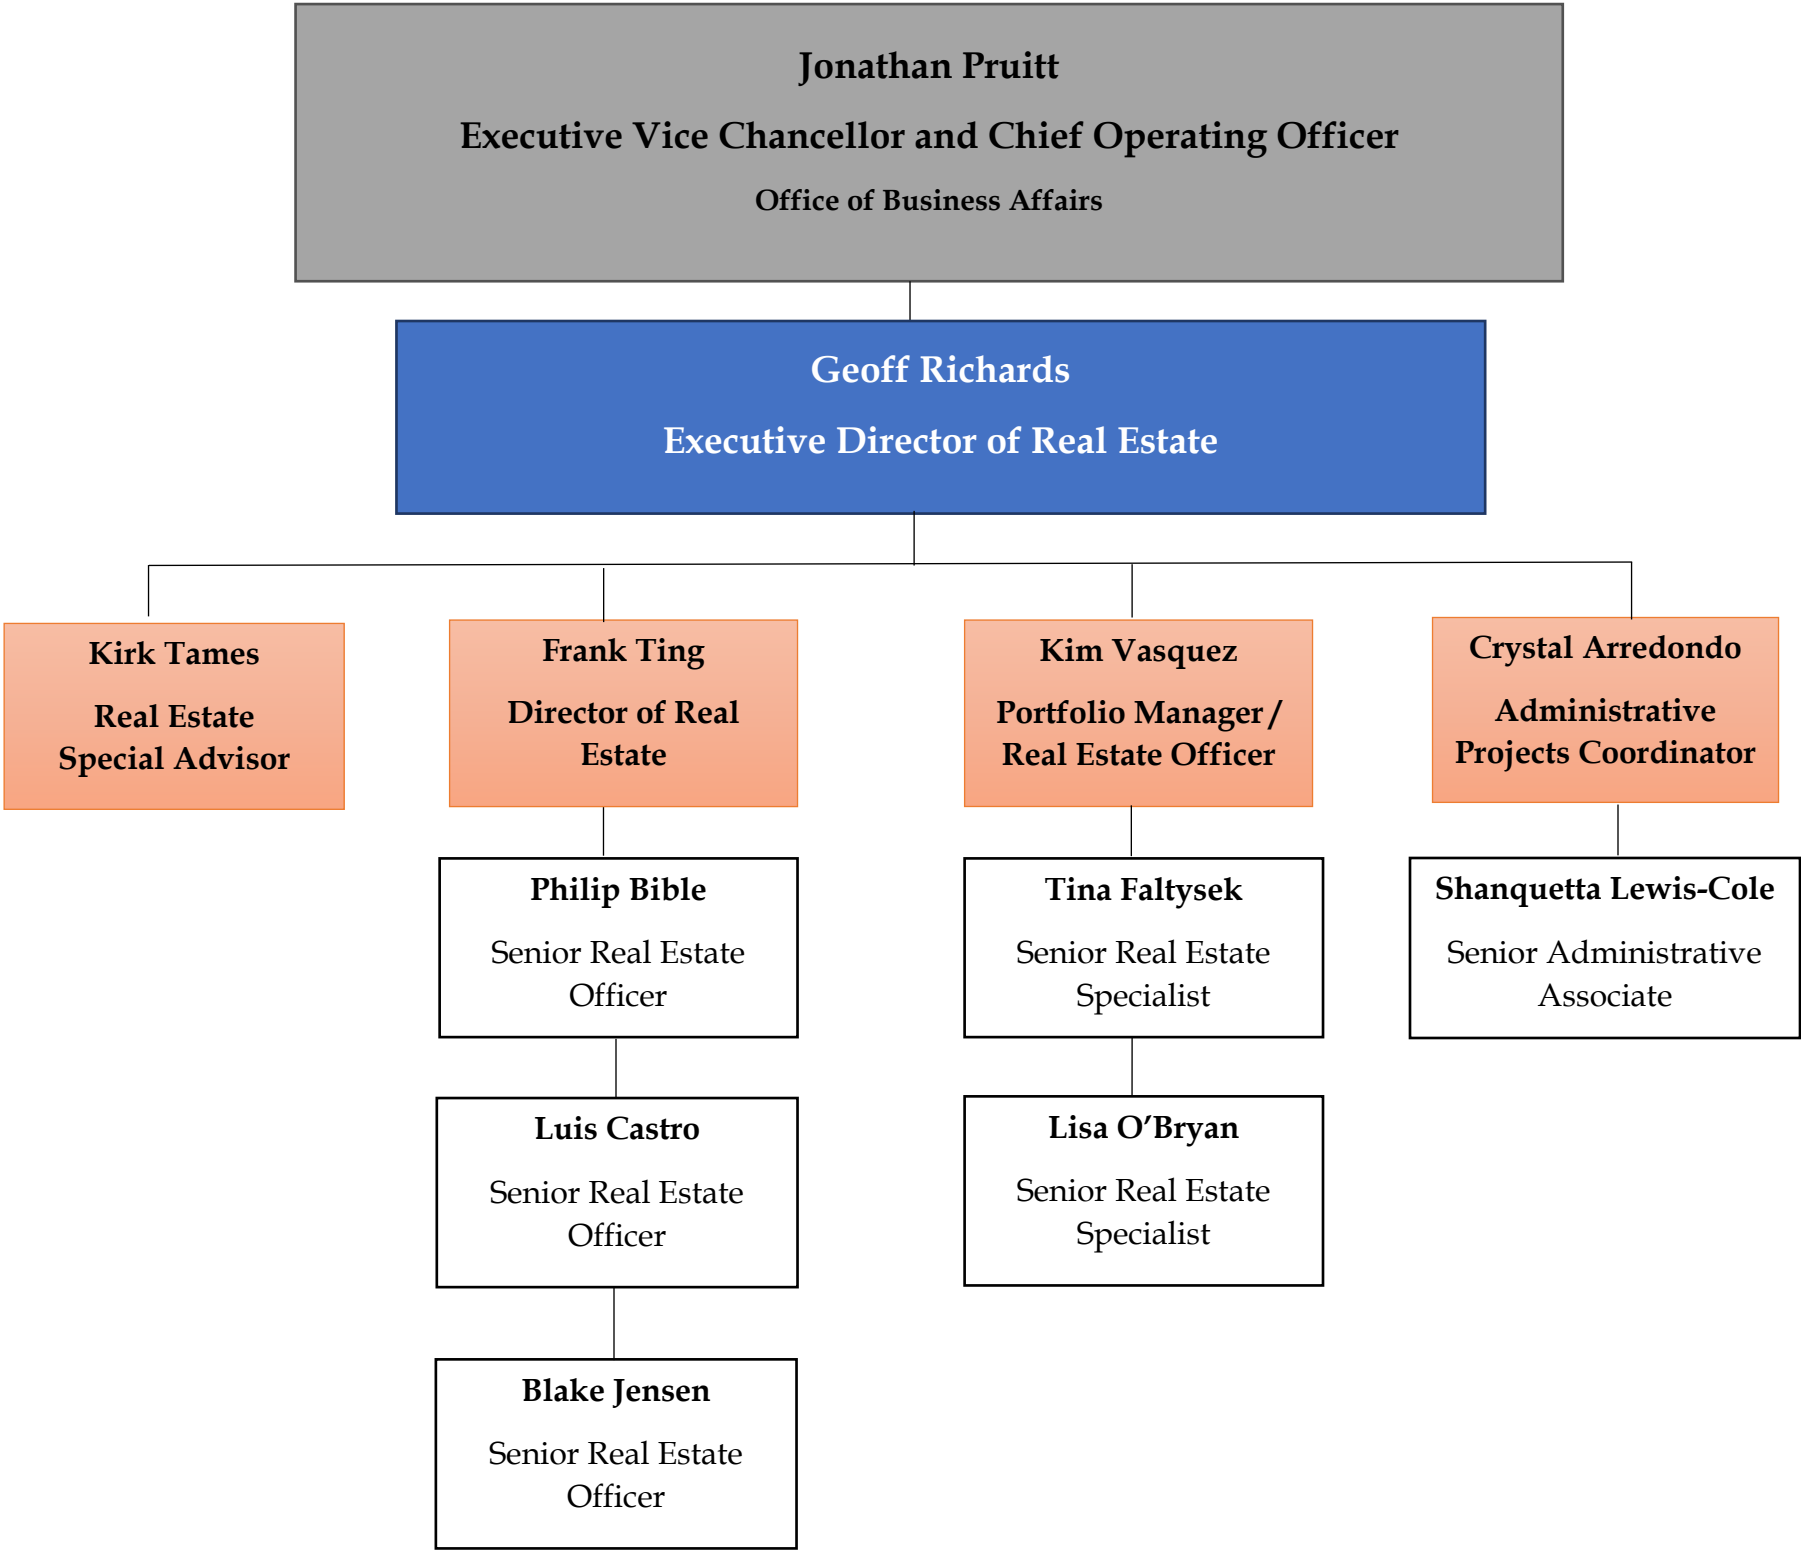 Jonathan Pruitt
Executive Vice Chancellor and Chief Operating Officer
Office of Business Affairs
Geoff Richards
Executive Director of Real Estate
Kirk Tames
Real Estate
Special Advisor
Frank Ting
Director of Real
Estate
Kim Vasquez
Portfolio Manager/
Real Estate Officer
Crystal Arredondo
Administrative
Projects Coordinator
Philip Bible
Senior Real Estate
Officer
Tina Faltysek
Senior Real Estate
Specialist
Shanquetta Lewis-Cole
Senior Administrative
Associate
Luis Castro
Senior Real Estate
Officer
Lisa O’Bryan
Senior Real Estate
Specialist
Blake Jensen
Senior Real Estate
Officer